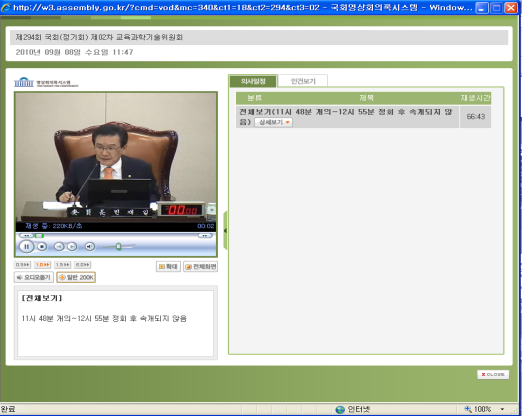 http://w3.assembly.go.kr/?cmd=vod&mc=340&ct1=18&ct2=294&ct3=02 - 국회영상회의록시스템 - Window...
제294회 국회(정기회) 제02차 교육과학기술위원회
2010년 09월 08일 수요일 11:47
영상회의록시스템
의사일정
안건보기
분류 제목 재생시간
전체보기(11시 48분 개의~12시 55분 정회 후 속개되지 않음) 상세보기
66:43
재생 중: 220KB/초 00:02
0.5 1.0 1.5 2.0
확대 전체화면
오디오듣기 일반 200K
[전체보기]
11시 48분 개의~12시 55분 정회 후 속개되지 않음
X CLOSE
완료
인터넷
100%